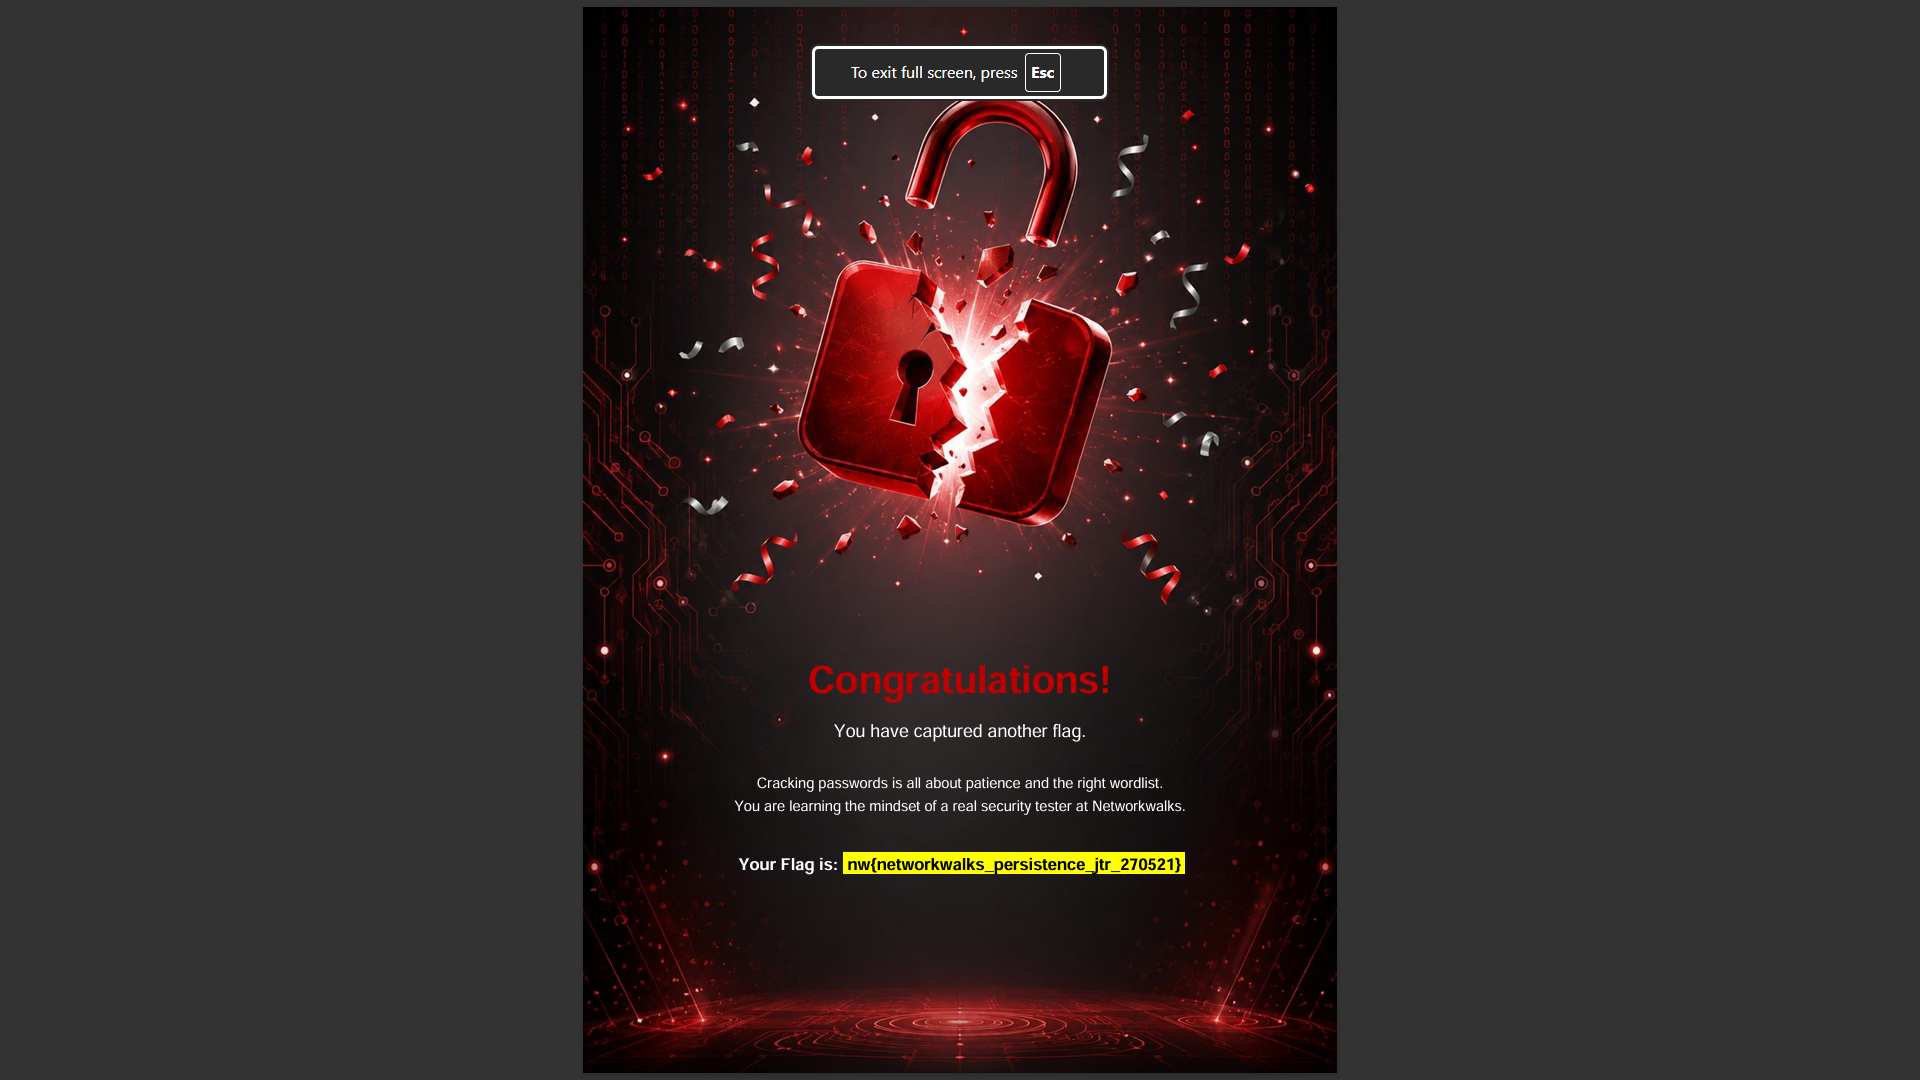 To exit full screen, press Esc
Congratulations!
You have captured another flag.
Cracking passwords is all about patience and the right wordlist.
You are learning the mindset of a real security tester at Networkwalks.
Your Flag is: nw{networkwalks_persistence_jtr_270521}